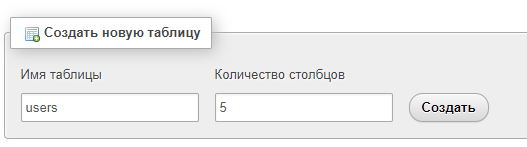 Создать новую таблицу
Имя таблицы
Количество столбцов
users
5
Создать